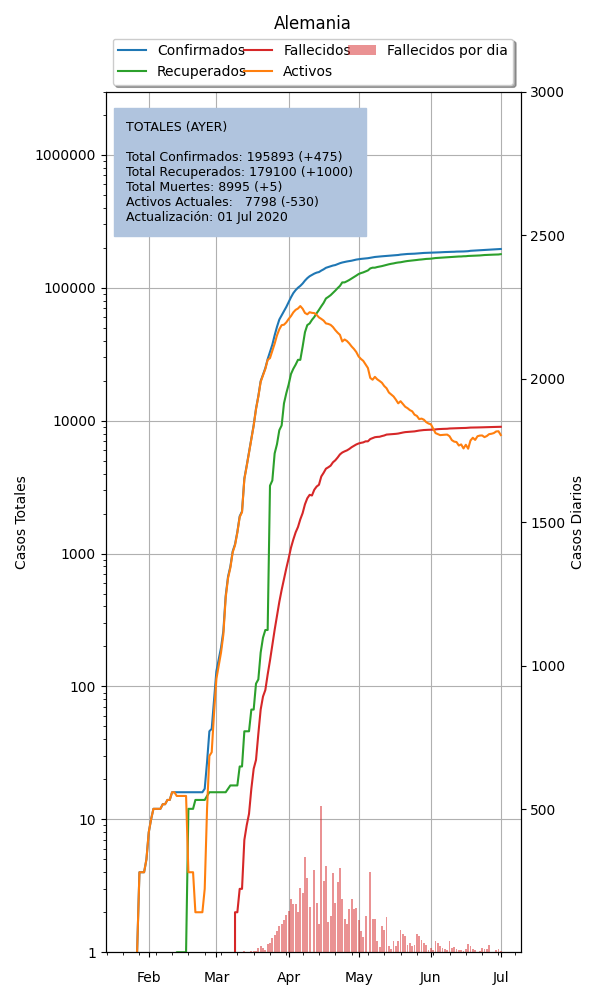 Alemania
Confirmados
Fallecidos
Fallecidos por dia
Recuperados
Activos
TOTALES (AYER)
Total Confirmados: 195893 (+475)
Total Recuperados: 179100 (+1000)
Total Muertes: 8995 (+5)
Activos Actuales: 7798 (-530)
Actualización: 01 Jul 2020
1000000
100000
10000
1000
100
10
1
Casos Totales
3000
2500
2000
1500
1000
500
Casos Diarios
Feb
Mar
Apr
May
Jun
Jul